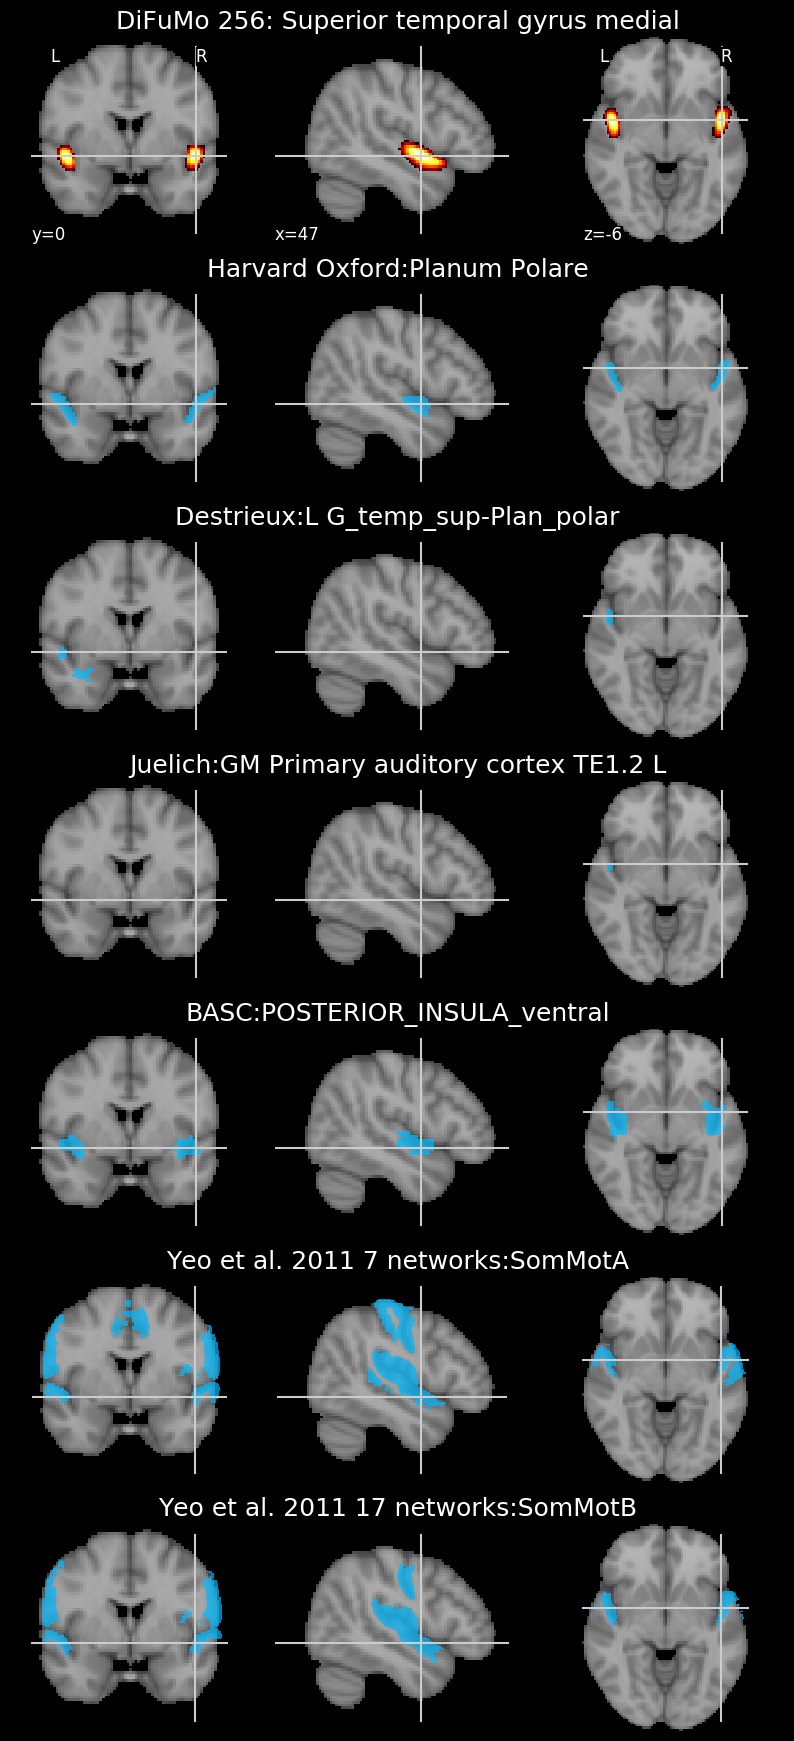 DiFuMo 256: Superior temporal gyrus medial
L R L R
y=0 x=47 z=-6
Harvard Oxford:Planum Polare
Destrieux:L G_temp_sup-Plan_polar
Juelich:GM Primary auditory cortex TE1.2 L
BASC:POSTERIOR_INSULA_ventral
Yeo et al. 2011 7 networks:SomMotA
Yeo et al. 2011 17 networks:SomMotB